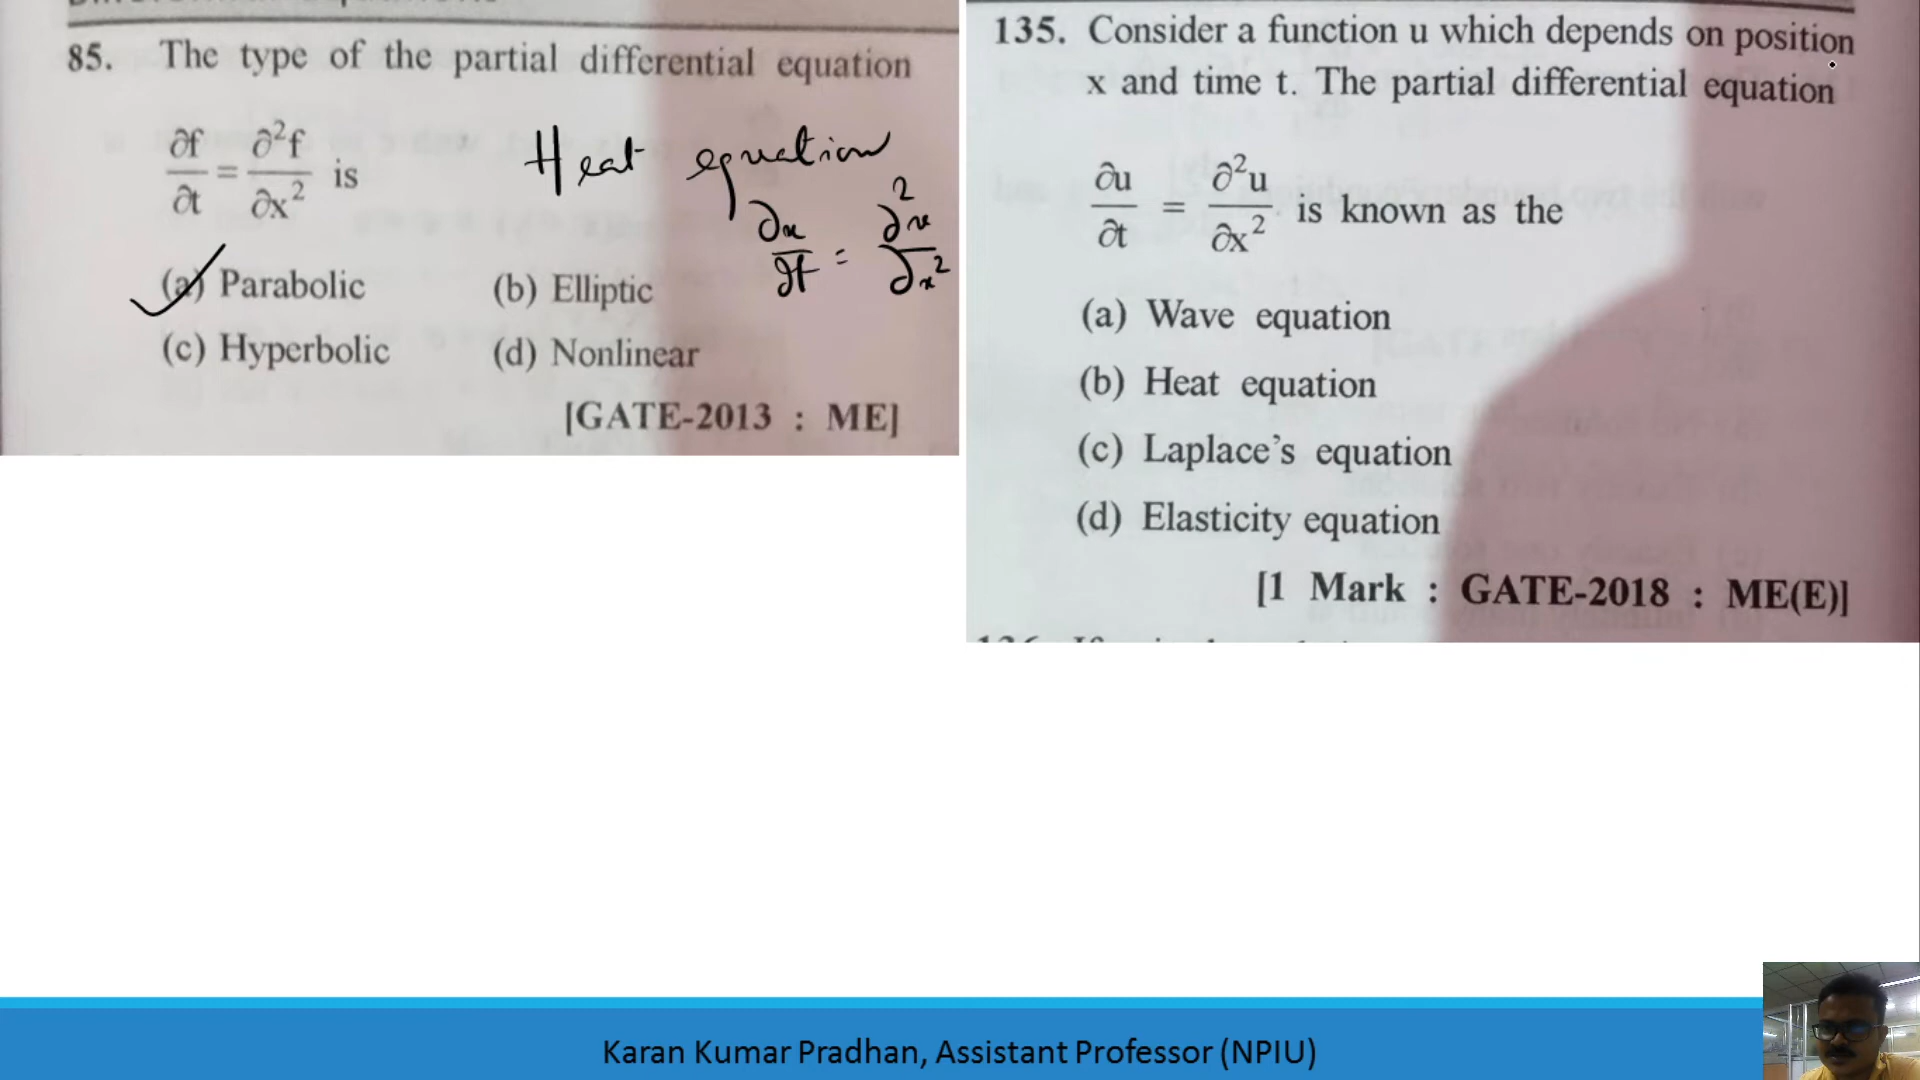 85. The type of the partial differential equation
∂f/∂t = ∂²f/∂x² is
Heat equation
∂u/∂t = ∂²u/∂x²
(a) Parabolic (b) Elliptic
(c) Hyperbolic (d) Nonlinear
[GATE-2013 : ME]
135. Consider a function u which depends on position
x and time t. The partial differential equation
∂u/∂t = ∂²u/∂x² is known as the
(a) Wave equation
(b) Heat equation
(c) Laplace's equation
(d) Elasticity equation
[1 Mark : GATE-2018 : ME(E)]
Karan Kumar Pradhan, Assistant Professor (NPIU)